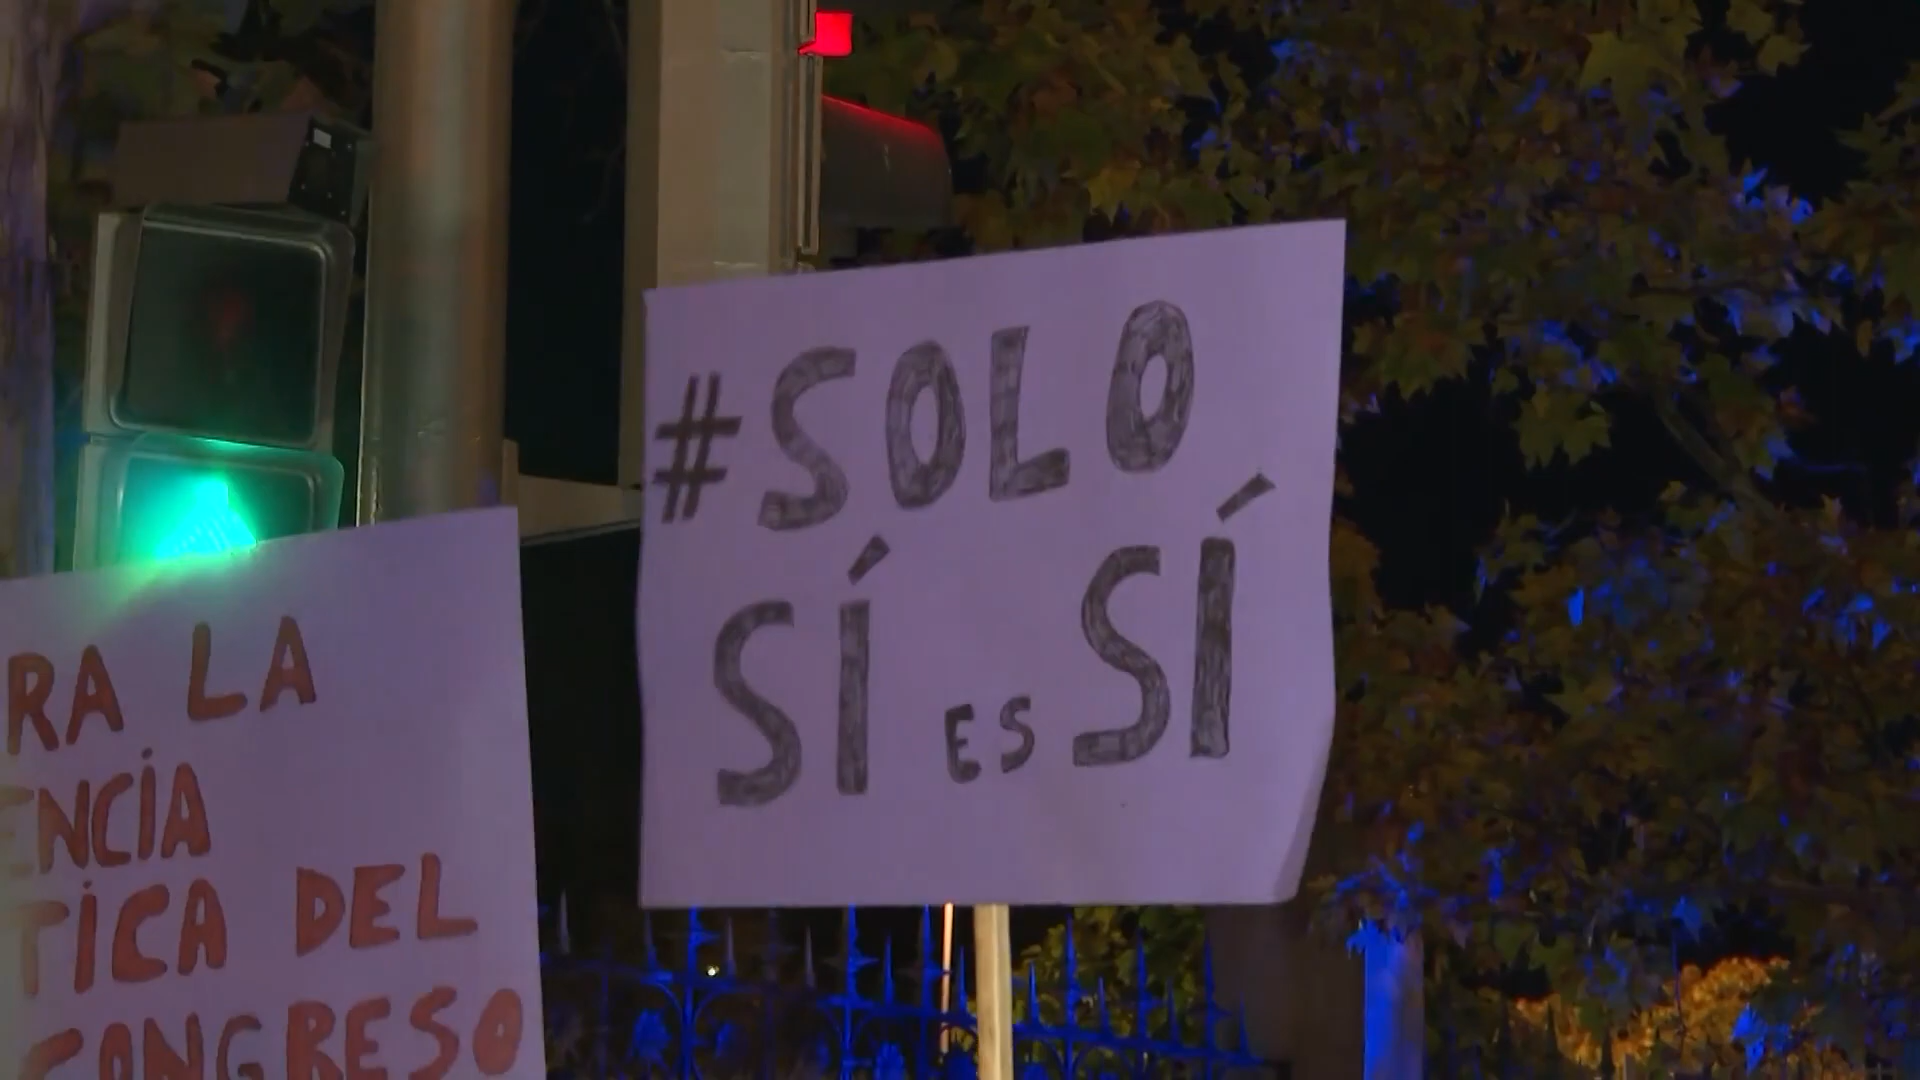 #SOLO
SÍ ES SÍ
RA LA
ENCIA
TICA DEL
CONGRESO